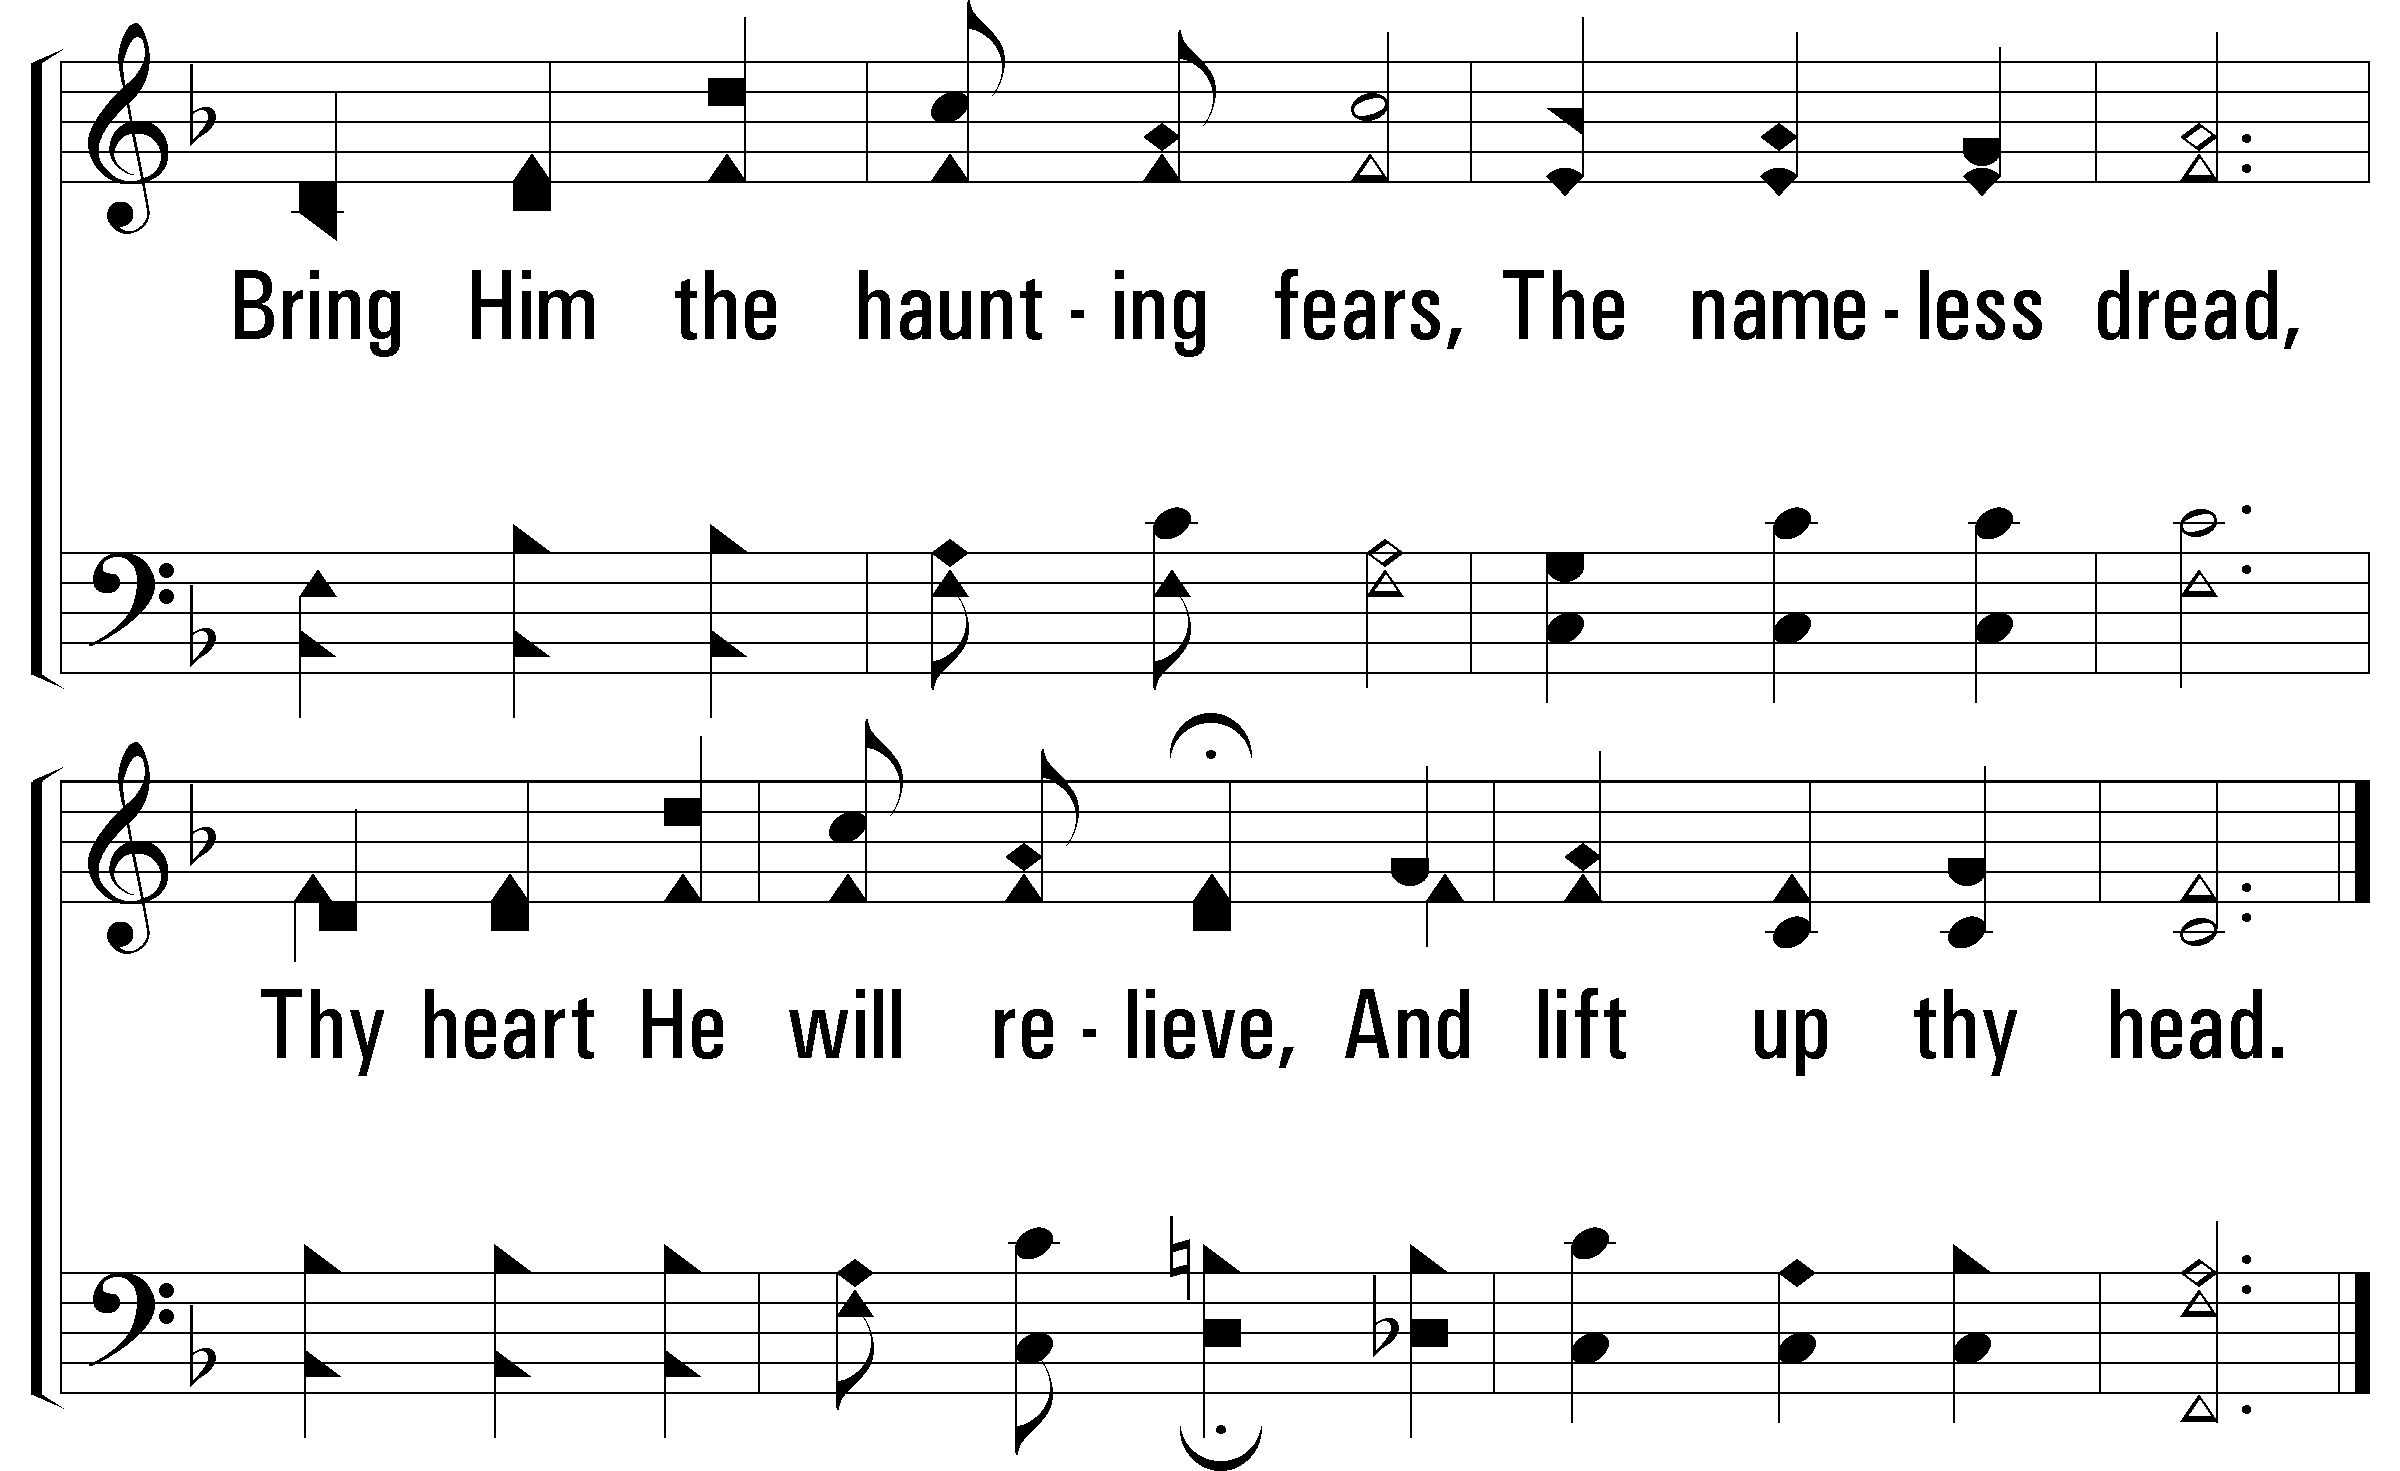 Bring Him the haunt - ing fears, The name - less dread,
Thy heart He will re - lieve, And lift up thy head.